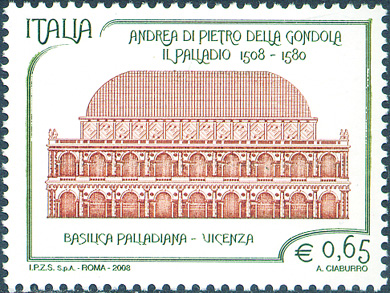 ITALIA
ANDREA DI PIETRO DELLA GONDOLA
IL PALLADIO 1508 - 1580
BASILICA PALLADIANA - VICENZA
€ 0,65
I.P.Z.S. S.p.A. - ROMA - 2008
A. CIABURRO